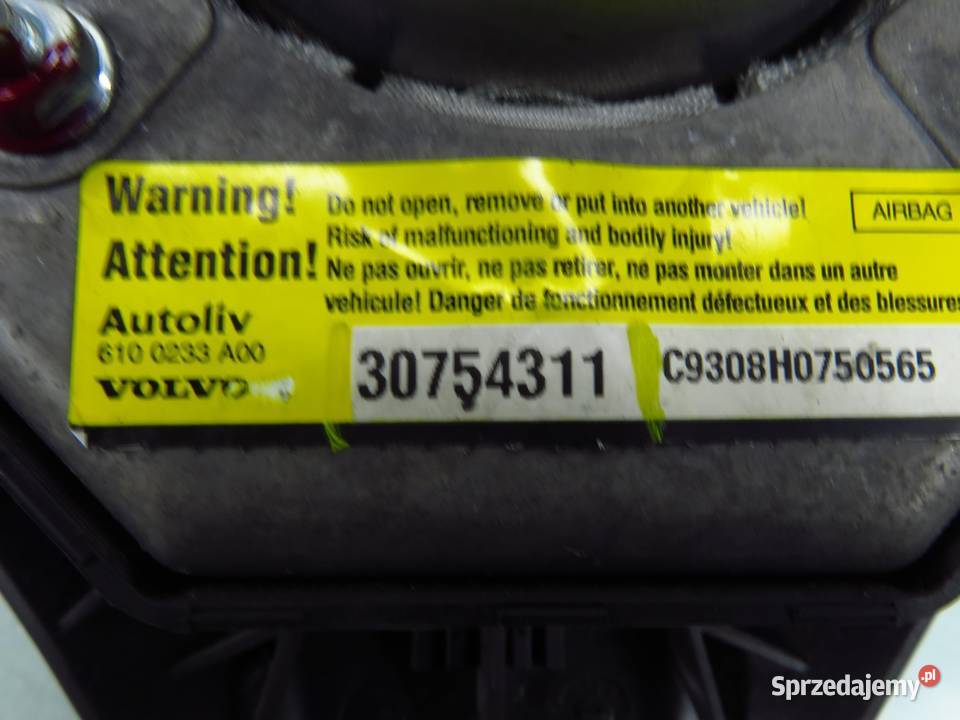 Warning!
Do not open, remove or put into another vehicle!
Risk of malfunctioning and bodily injury!
AIRBAG
Attention!
Ne pas ouvrir, ne pas retirer, ne pas monter dans un autre
vehicule! Danger de fonctionnement défectueux et des blessures
Autoliv
610 0233 A00
VOLVO
30754311
C9308H0750565
Sprzedajemy.pl